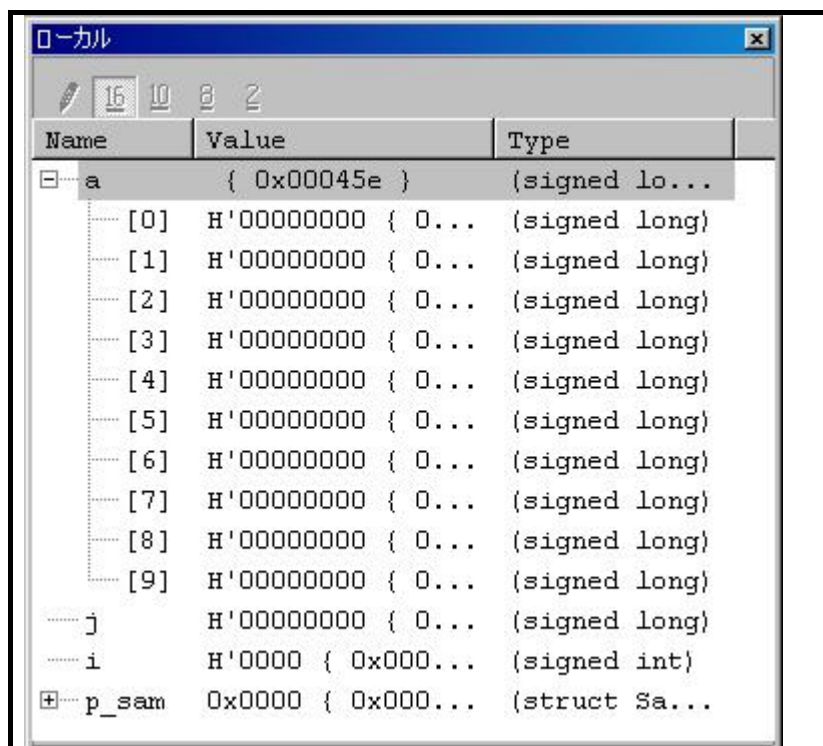 ローカル
16 10 8 2
Name Value Type
a { 0x00045e } (signed lo...
[0] H'00000000 { 0... (signed long)
[1] H'00000000 { 0... (signed long)
[2] H'00000000 { 0... (signed long)
[3] H'00000000 { 0... (signed long)
[4] H'00000000 { 0... (signed long)
[5] H'00000000 { 0... (signed long)
[6] H'00000000 { 0... (signed long)
[7] H'00000000 { 0... (signed long)
[8] H'00000000 { 0... (signed long)
[9] H'00000000 { 0... (signed long)
j H'00000000 { 0... (signed long)
i H'0000 { 0x000... (signed int)
p_sam 0x0000 { 0x000... (struct Sa...